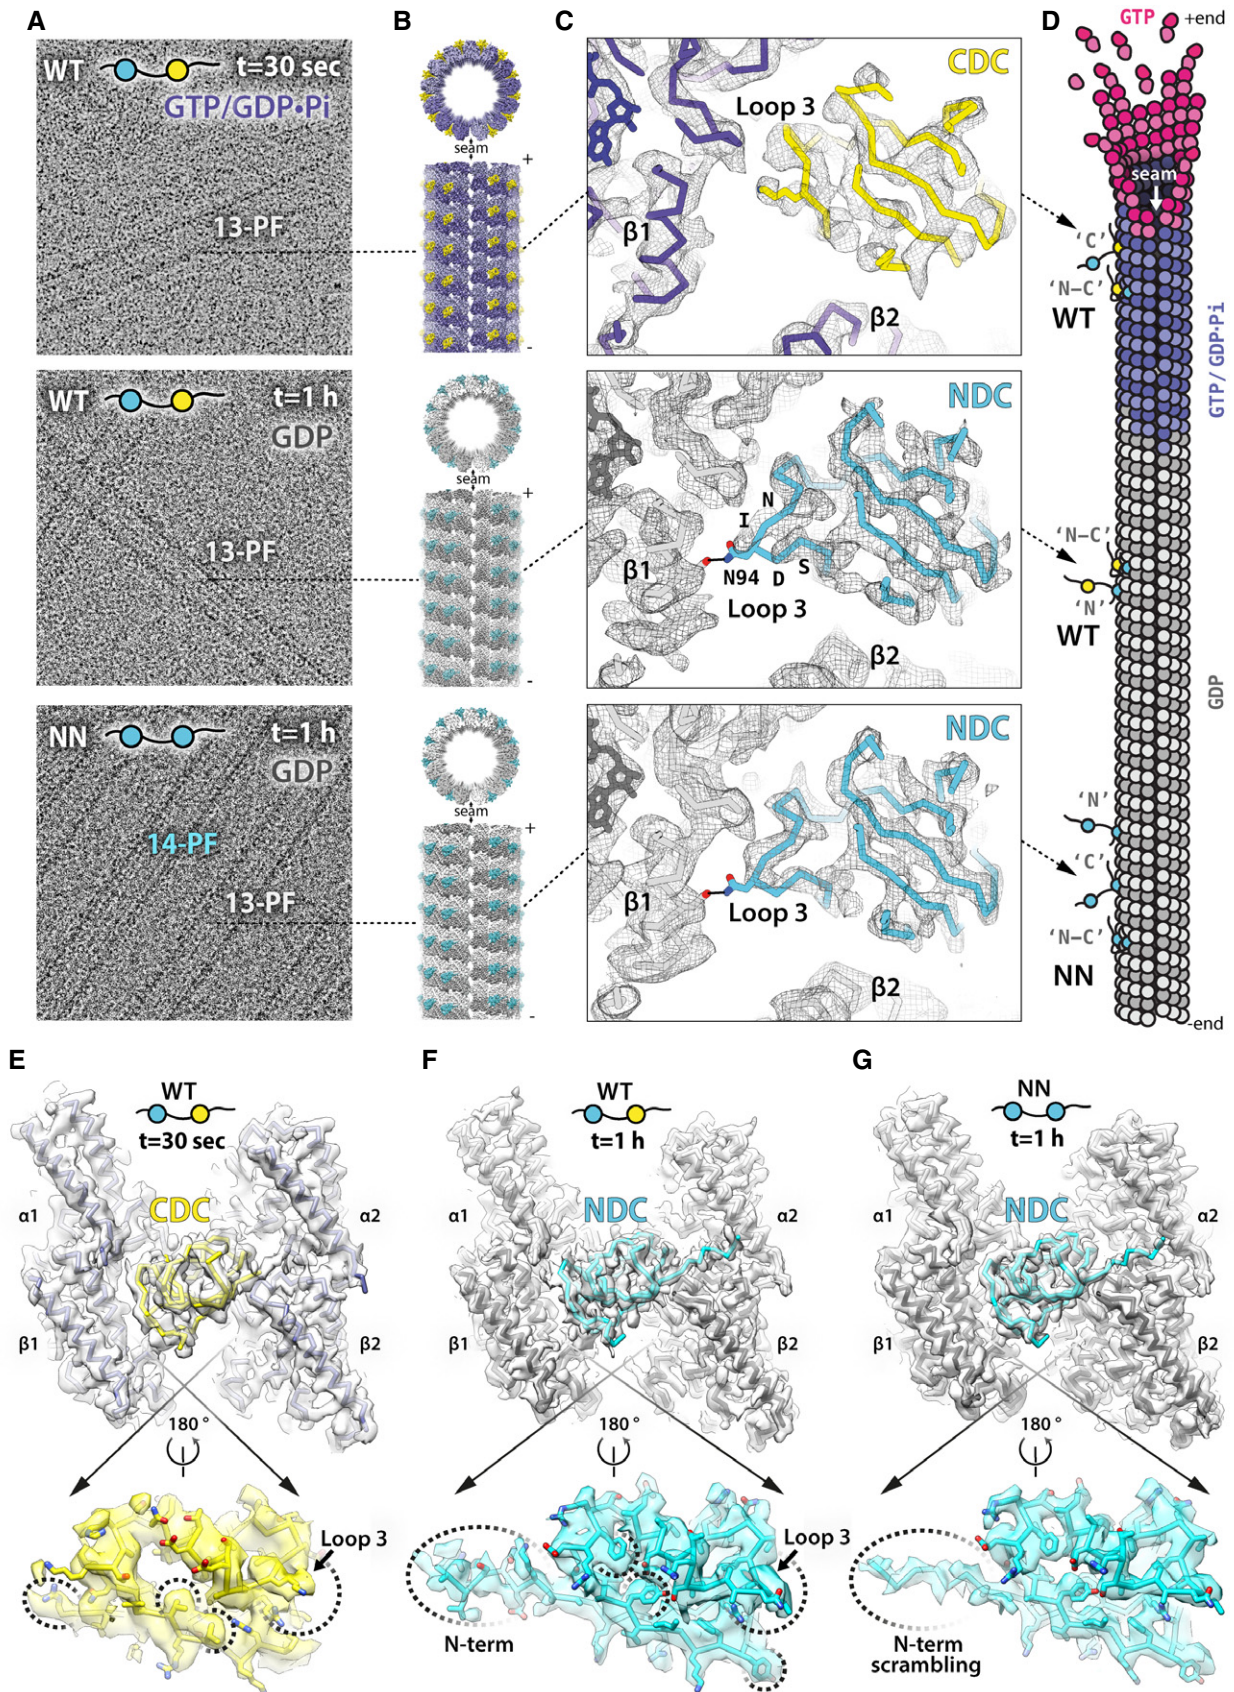 A
B
C
D
WT
t=30 sec
GTP/GDP•Pi
13-PF
seam
+
-
CDC
Loop 3
β1
β2
GTP
+end
seam
‘C’
‘N–C’
WT
GTP/ GDP•Pi
WT
t=1 h
GDP
13-PF
seam
+
-
NDC
N
I
N94
D
S
β1
Loop 3
β2
‘N–C’
‘N’
WT
GDP
NN
t=1 h
GDP
14-PF
13-PF
seam
+
-
NDC
β1
Loop 3
β2
‘N’
‘C’
‘N–C’
NN
-end
E
F
G
WT
t=30 sec
CDC
α1
α2
β1
β2
180°
Loop 3
WT
t=1 h
NDC
α1
α2
β1
β2
180°
Loop 3
N-term
NN
t=1 h
NDC
α1
α2
β1
β2
180°
N-term
scrambling